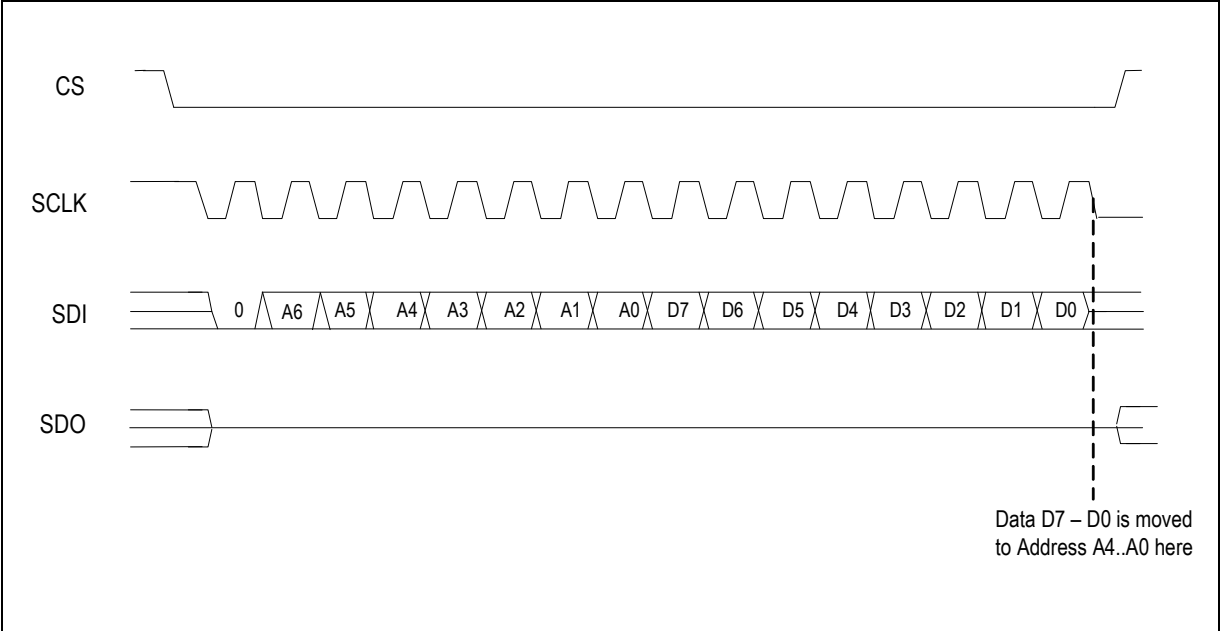 CS
SCLK
SDI 0 A6 A5 A4 A3 A2 A1 A0 D7 D6 D5 D4 D3 D2 D1 D0
SDO
Data D7 – D0 is moved
to Address A4..A0 here